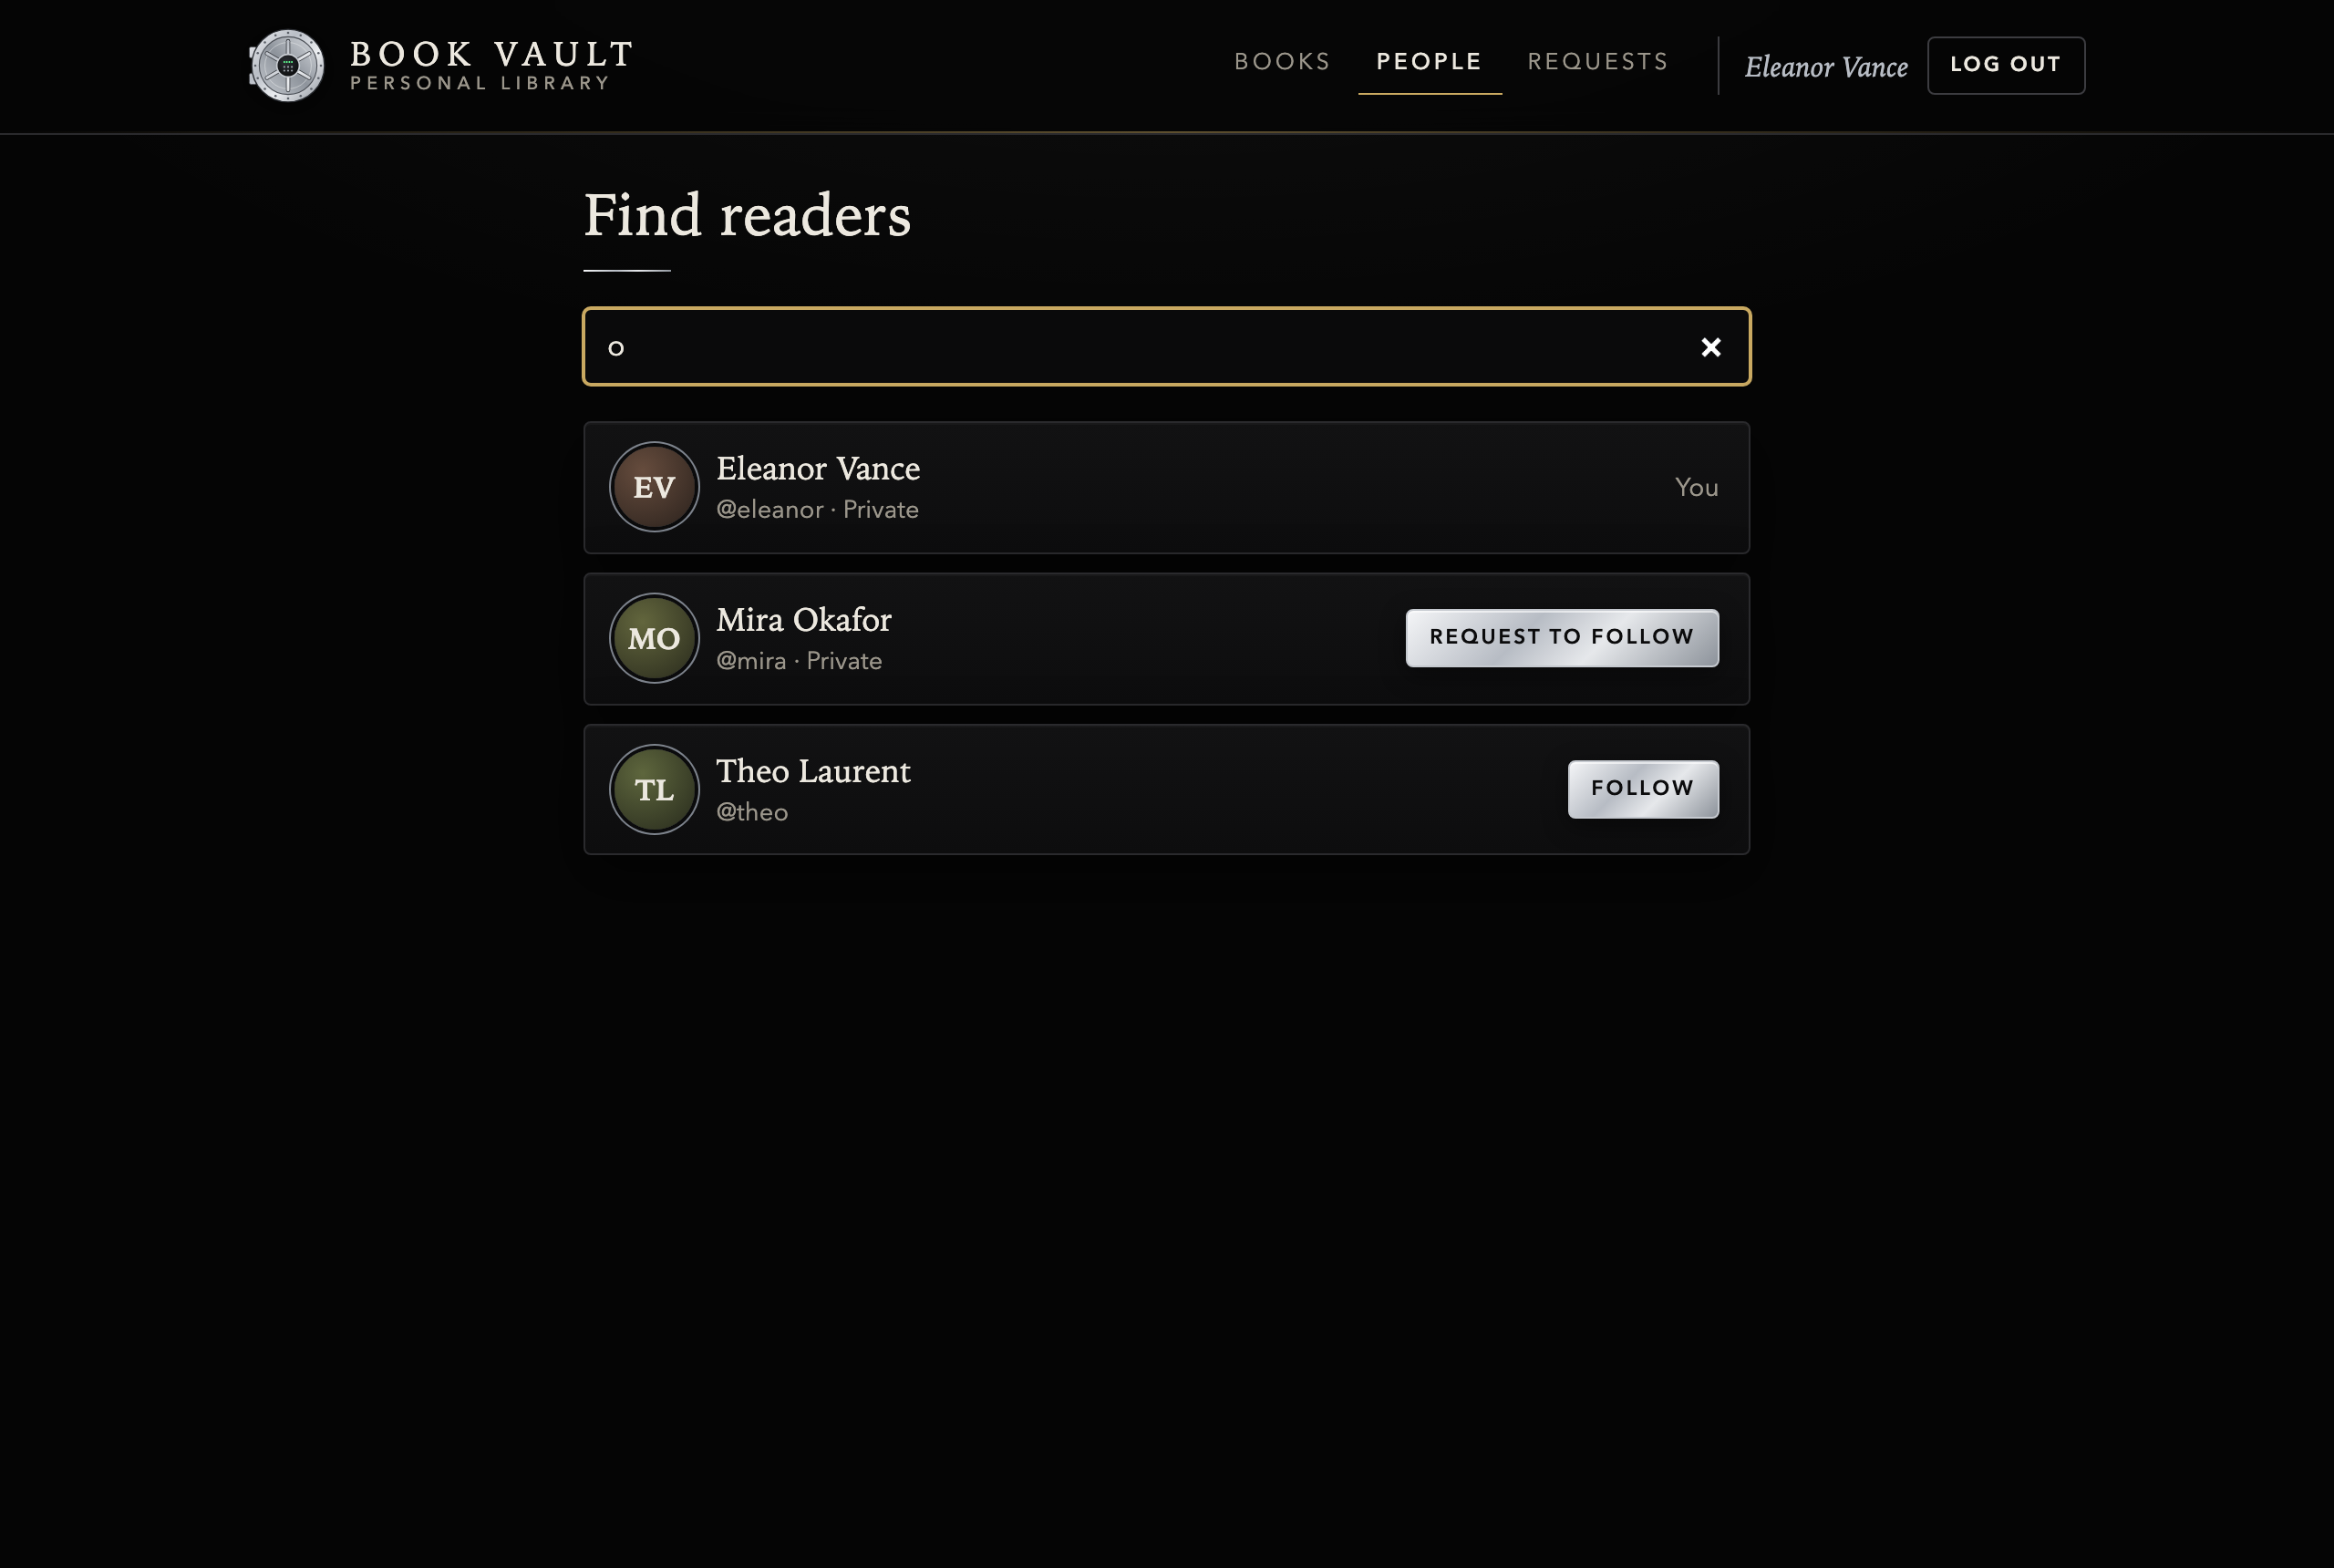 BOOK VAULT
PERSONAL LIBRARY
BOOKS
PEOPLE
REQUESTS
Eleanor Vance
LOG OUT
Find readers
o
EV
Eleanor Vance
@eleanor · Private
You
MO
Mira Okafor
@mira · Private
REQUEST TO FOLLOW
TL
Theo Laurent
@theo
FOLLOW